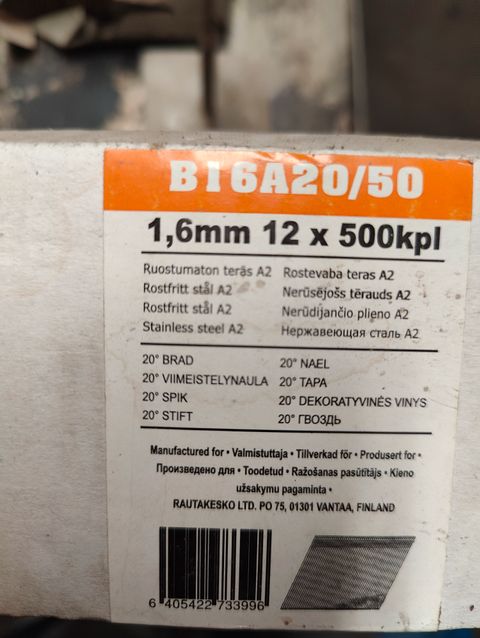 B16A20/50
1,6mm 12 x 500kpl
Ruostumaton teräs A2 Rostevaba teras A2
Rostfritt stål A2 Nerūsējošs tērauds A2
Rostfritt stål A2 Nerūdijančio plieno A2
Stainless steel A2 Нержавеющая сталь A2
20° BRAD 20° NAEL
20° VIIMEISTELYNAULA 20° TAPA
20° SPIK 20° DEKORATYVINĖS VINYS
20° STIFT 20° ГВОЗДЬ
Manufactured for • Valmistuttaja • Tillverkad för • Produsert for •
Произведено для • Toodetud • Ražošanas pasūtītājs • Kieno
užsakymu pagaminta •
RAUTAKESKO LTD. PO 75, 01301 VANTAA, FINLAND
6 405422 733996